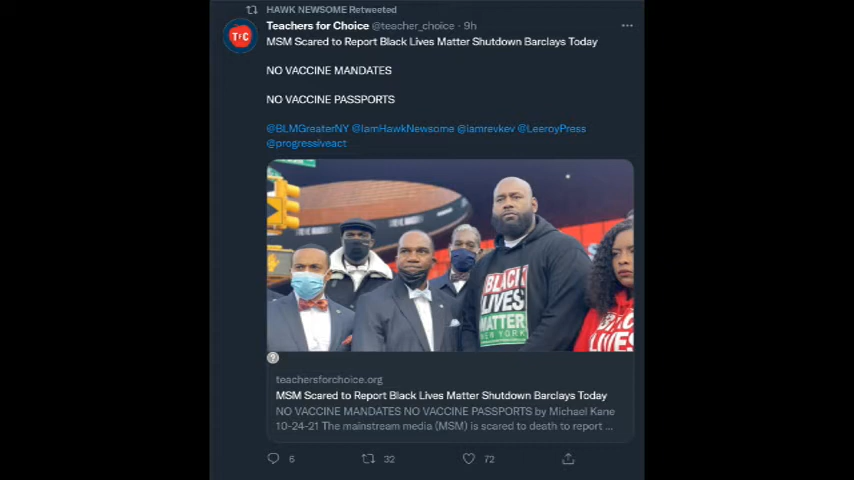 HAWK NEWSOME Retweeted
Teachers for Choice @teacher_choice · 9h
MSM Scared to Report Black Lives Matter Shutdown Barclays Today
NO VACCINE MANDATES
NO VACCINE PASSPORTS
@BLMGreaterNY @IamHawkNewsome @iamrevkev @LeeroyPress
@progressiveact
TFC
BLACK
LIVES
MATTER
NEW YORK
BLACK
LIVES
teachersforchoice.org
MSM Scared to Report Black Lives Matter Shutdown Barclays Today
NO VACCINE MANDATES NO VACCINE PASSPORTS by Michael Kane
10-24-21 The mainstream media (MSM) is scared to death to report ...
6 32 72